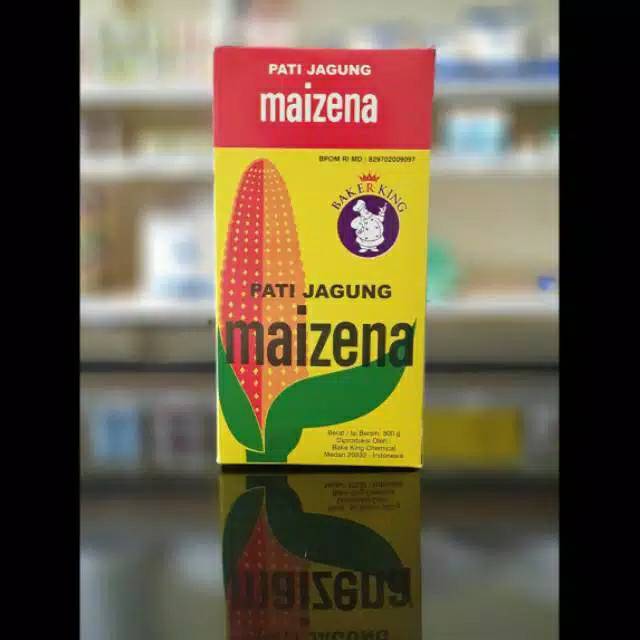 PATI JAGUNG
maizena
BPOM RI MD : 829702009097
BAKER KING
PATI JAGUNG
maizena
Berat / Isi Bersih: 300 g
Diproduksi Oleh :
Bake King Chemical
Medan 20232 - Indonesia